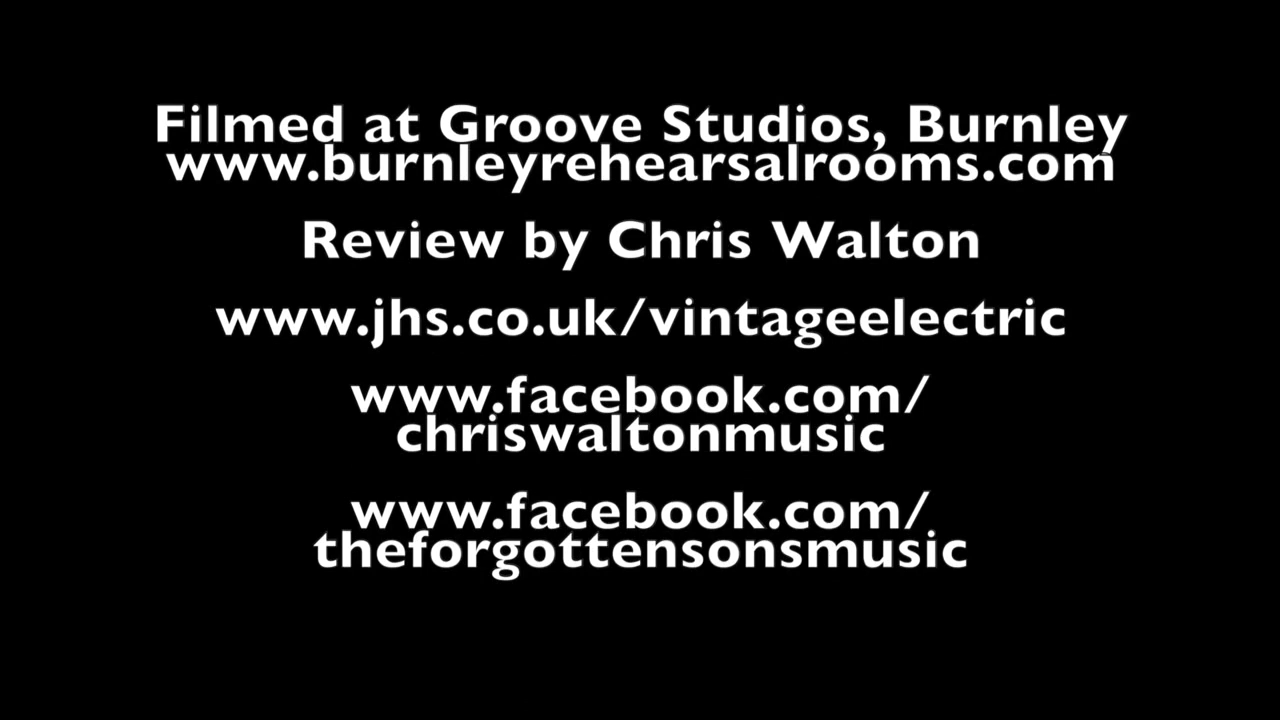 Filmed at Groove Studios, Burnley
www.burnleyrehearsalrooms.com
Review by Chris Walton
www.jhs.co.uk/vintageelectric
www.facebook.com/
chriswaltonmusic
www.facebook.com/
theforgottensonsmusic